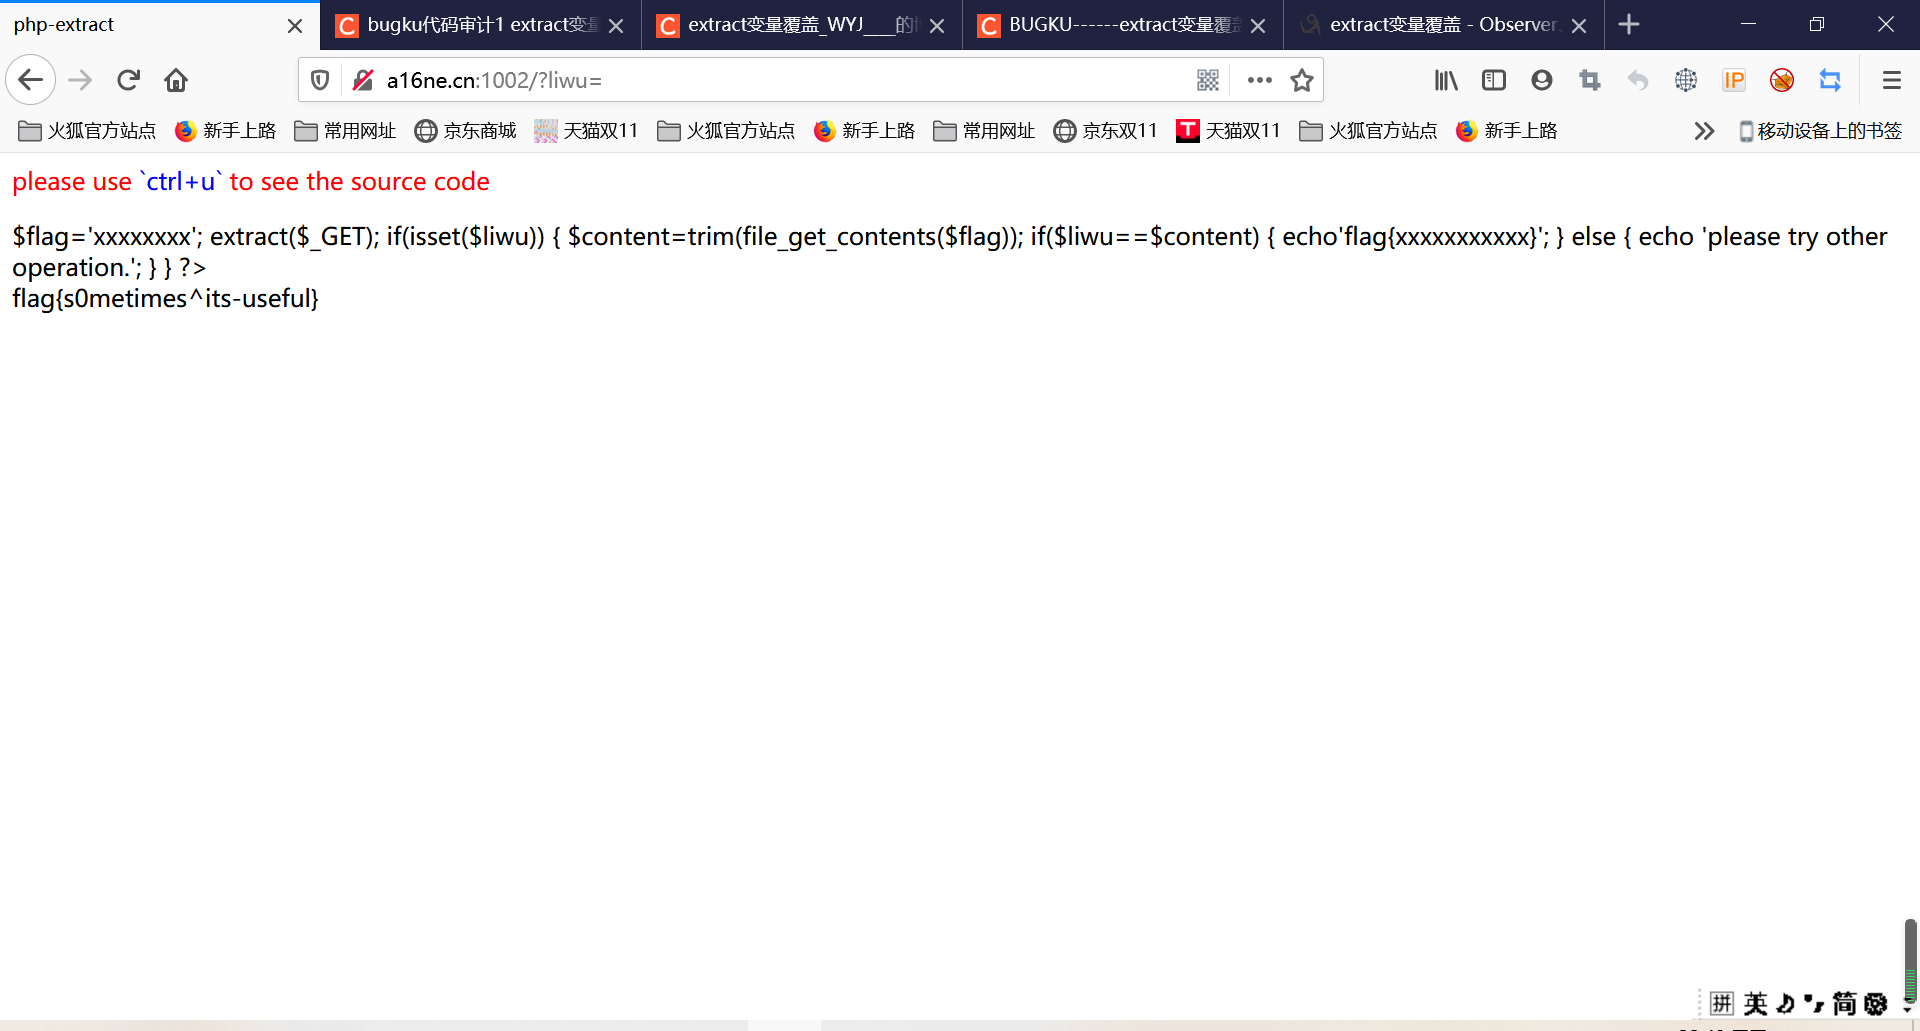 php-extract
bugku代码审计1 extract变量
extract变量覆盖_WYJ____的
BUGKU------extract变量覆盖
extract变量覆盖 - Observer.
a16ne.cn:1002/?liwu=
IP
火狐官方站点 新手上路 常用网址 京东商城 天猫双11 火狐官方站点 新手上路 常用网址 京东双11 T 天猫双11 火狐官方站点 新手上路 移动设备上的书签
please use `ctrl+u` to see the source code
$flag='xxxxxxxx'; extract($_GET); if(isset($liwu)) { $content=trim(file_get_contents($flag)); if($liwu==$content) { echo'flag{xxxxxxxxxxx}'; } else { echo 'please try other
operation.'; } } ?>
flag{s0metimes^its-useful}
拼 英 简